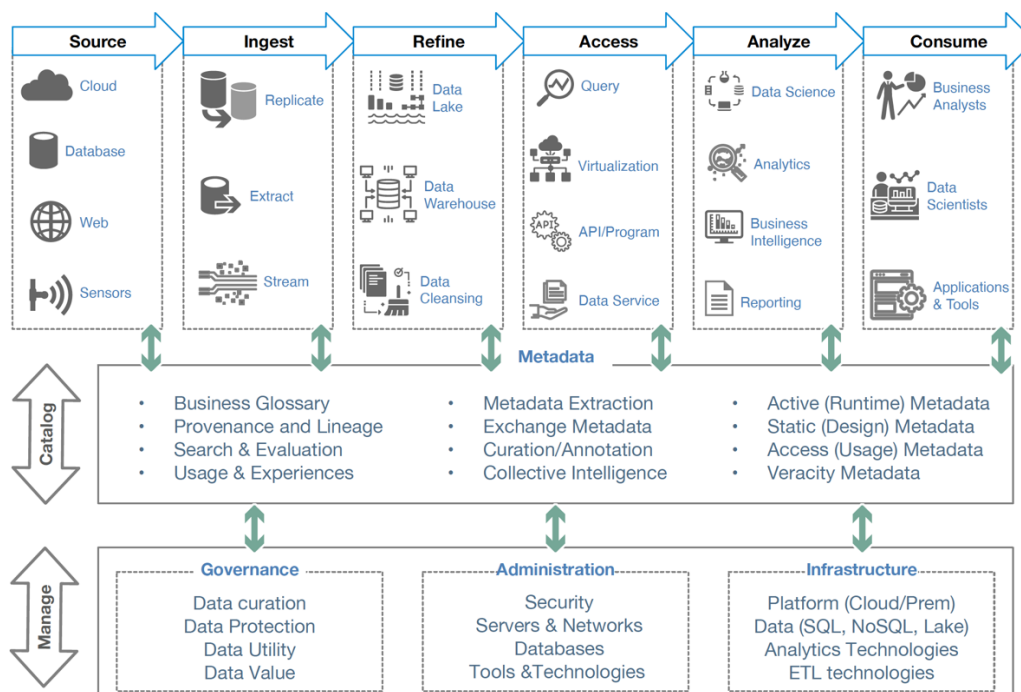 Source
Ingest
Refine
Access
Analyze
Consume
Cloud
Database
Web
Sensors
Replicate
Extract
Stream
Data
Lake
Data
Warehouse
Data
Cleansing
Query
Virtualization
API
API/Program
Data Service
Data Science
Analytics
Business
Intelligence
Reporting
Business
Analysts
Data
Scientists
Applications
& Tools
Catalog
Metadata
• Business Glossary
• Provenance and Lineage
• Search & Evaluation
• Usage & Experiences
• Metadata Extraction
• Exchange Metadata
• Curation/Annotation
• Collective Intelligence
• Active (Runtime) Metadata
• Static (Design) Metadata
• Access (Usage) Metadata
• Veracity Metadata
Manage
Governance
Data curation
Data Protection
Data Utility
Data Value
Administration
Security
Servers & Networks
Databases
Tools &Technologies
Infrastructure
Platform (Cloud/Prem)
Data (SQL, NoSQL, Lake)
Analytics Technologies
ETL technologies